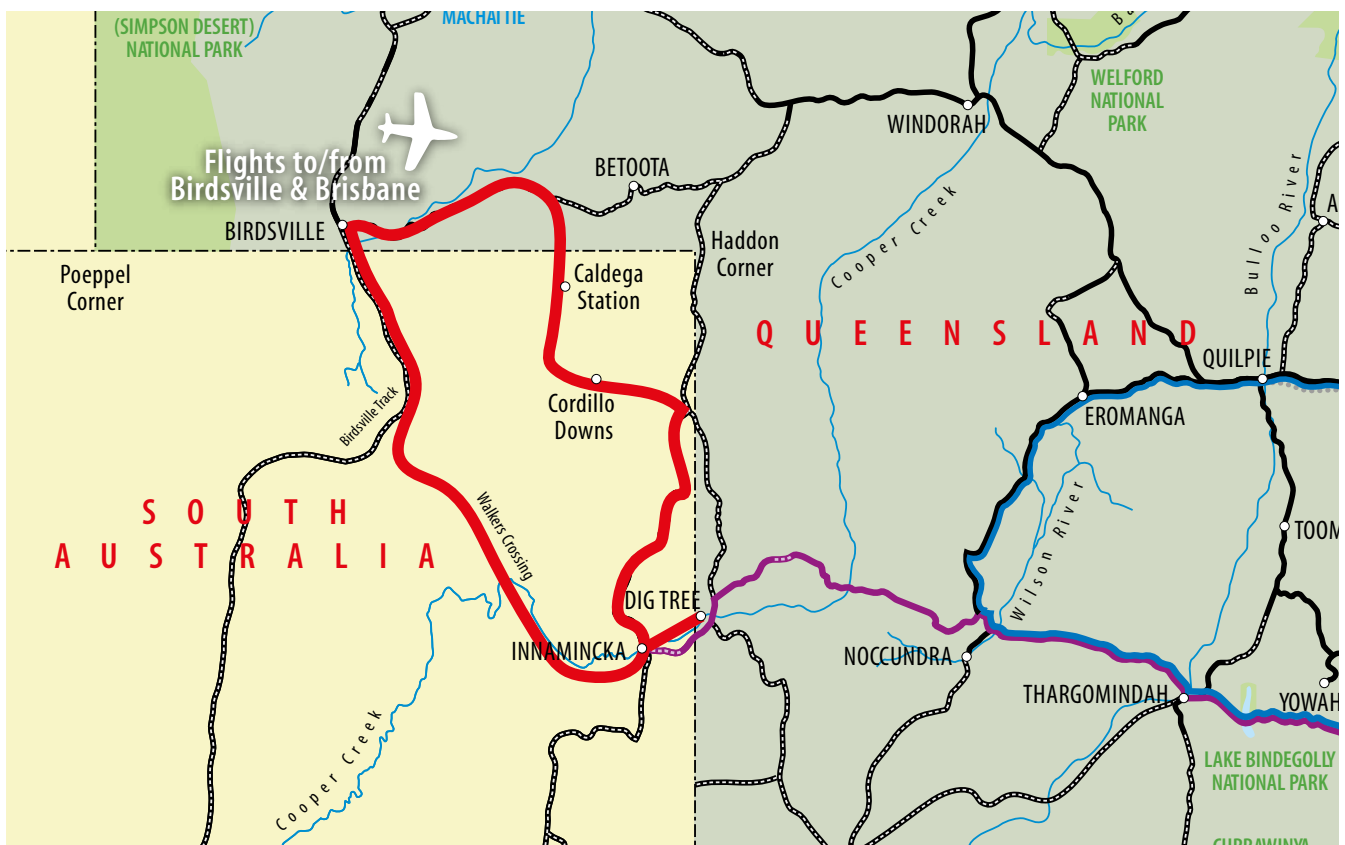 (SIMPSON DESERT)
NATIONAL PARK
MACHATTIE
Ba
WELFORD
NATIONAL
PARK
WINDORAH
Flights to/from
Birdsville & Brisbane
BETOOTA
BIRDSVILLE
Cooper Creek
Bulloo River
A
Haddon
Corner
Poeppel
Corner
Caldega
Station
QUEENSLAND
QUILPIE
Birdsville Track
Cordillo
Downs
EROMANGA
SOUTH
AUSTRALIA
Walkers Crossing
Wilson River
TOOM
DIG TREE
INNAMINCKA
NOCCUNDRA
THARGOMINDAH
YOWAH
Cooper Creek
LAKE BINDEGOLLY
NATIONAL PARK